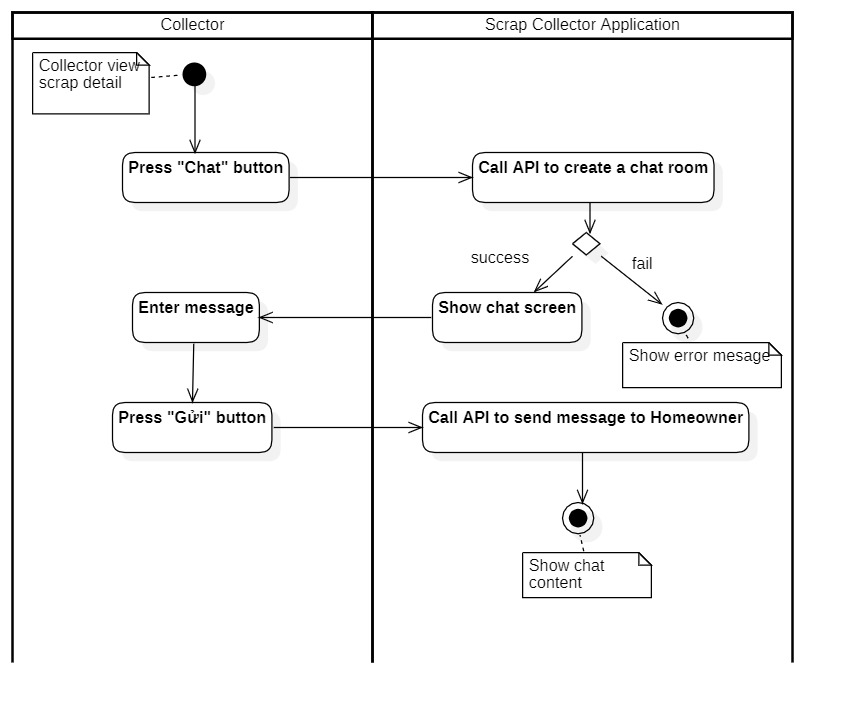 Collector
Scrap Collector Application
Collector view
scrap detail
Press "Chat" button
Call API to create a chat room
success
fail
Enter message
Show chat screen
Show error mesage
Press "Gửi" button
Call API to send message to Homeowner
Show chat
content